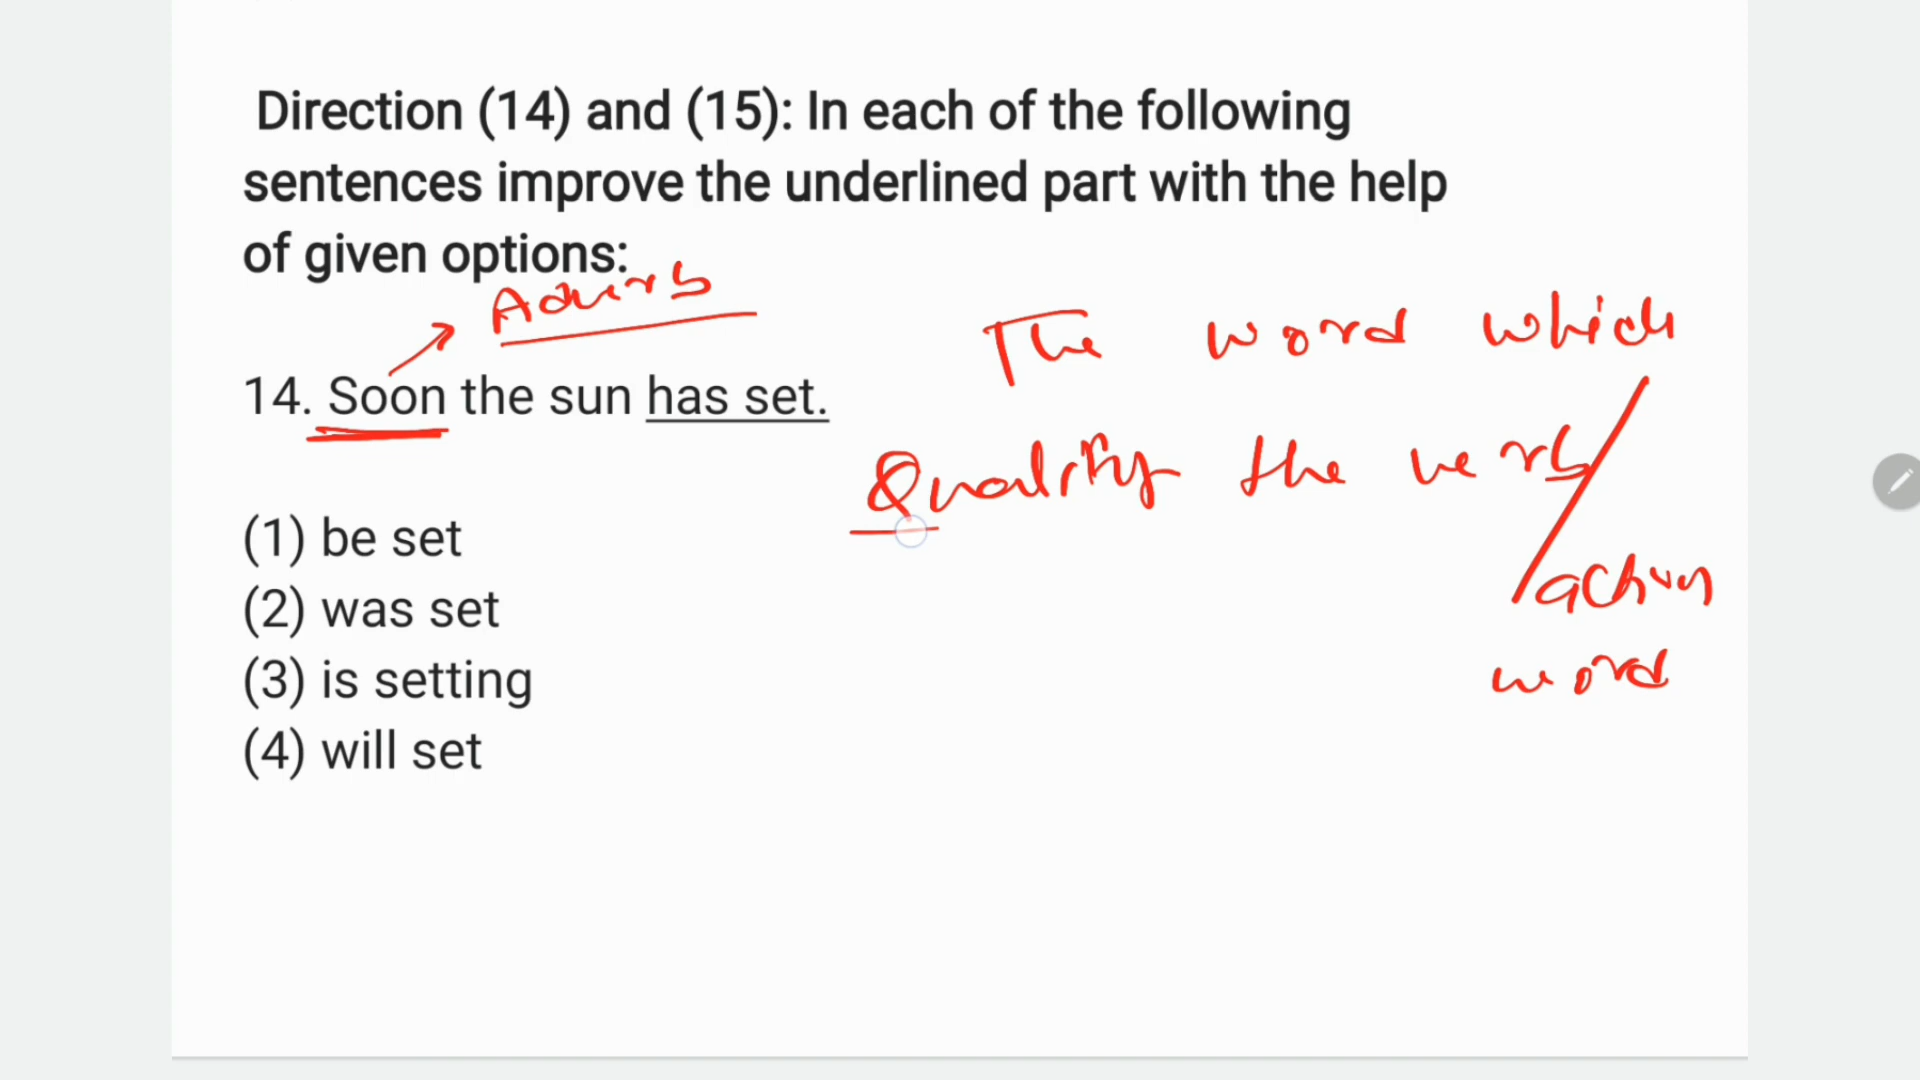 Direction (14) and (15): In each of the following
sentences improve the underlined part with the help
of given options:
Adverb
The word which
14. Soon the sun has set.
Quality the verb/
action
word
(1) be set
(2) was set
(3) is setting
(4) will set